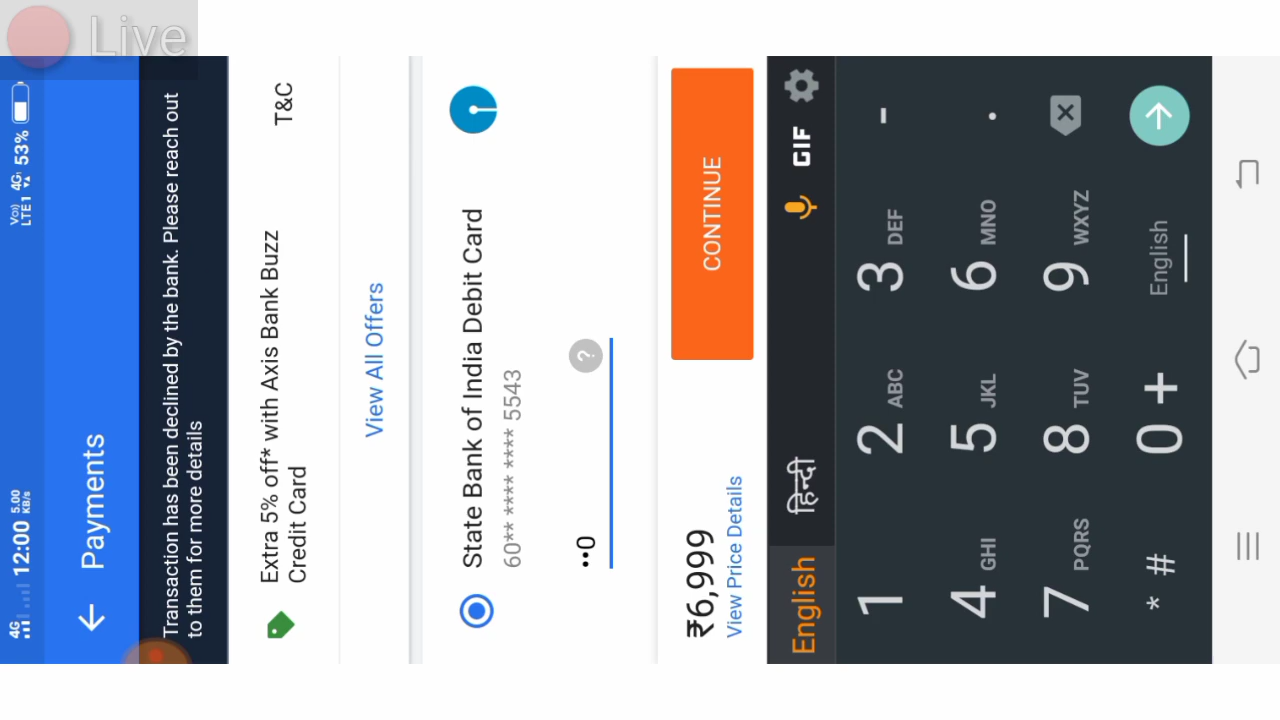 Live
4G 12:00 5.00 KB/s Vo) LTE1 4G 53%
← Payments
Transaction has been declined by the bank. Please reach out
to them for more details
Extra 5% off* with Axis Bank Buzz
Credit Card
T&C
View All Offers
State Bank of India Debit Card
60** **** **** 5543
••0
?
₹6,999
View Price Details
CONTINUE
English हिन्दी GIF
1 2 ABC 3 DEF -
4 GHI 5 JKL 6 MNO .
7 PQRS 8 TUV 9 WXYZ
* # 0 + English